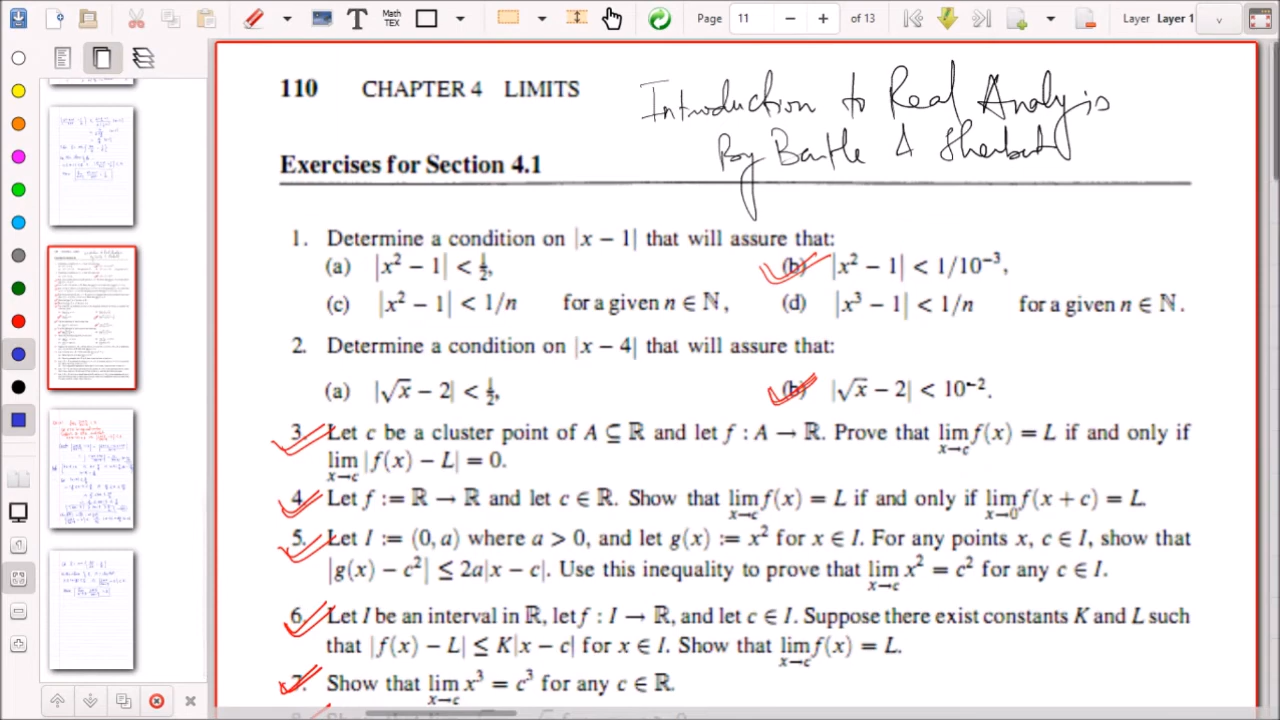 Math
TEX
Page 11 of 13 Layer Layer 1
110 CHAPTER 4 LIMITS
Introduction to Real Analysis
By Bartle & Sherbert
Exercises for Section 4.1
1. Determine a condition on |x − 1| that will assure that:
(a) |x² − 1| < ½, (b) |x² − 1| < 1/10⁻³,
(c) |x² − 1| < 1/n for a given n ∈ ℕ, (d) |x³ − 1| < 1/n for a given n ∈ ℕ.
2. Determine a condition on |x − 4| that will assure that:
(a) |√x − 2| < ½, (b) |√x − 2| < 10⁻².
3. Let c be a cluster point of A ⊆ ℝ and let f : A → ℝ. Prove that lim x→c f(x) = L if and only if
lim x→c |f(x) − L| = 0.
4. Let f := ℝ → ℝ and let c ∈ ℝ. Show that lim x→c f(x) = L if and only if lim x→0 f(x + c) = L.
5. Let I := (0, a) where a > 0, and let g(x) := x² for x ∈ I. For any points x, c ∈ I, show that
|g(x) − c²| ≤ 2a|x − c|. Use this inequality to prove that lim x→c x² = c² for any c ∈ I.
6. Let I be an interval in ℝ, let f : I → ℝ, and let c ∈ I. Suppose there exist constants K and L such
that |f(x) − L| ≤ K|x − c| for x ∈ I. Show that lim x→c f(x) = L.
7. Show that lim x→c x³ = c³ for any c ∈ ℝ.